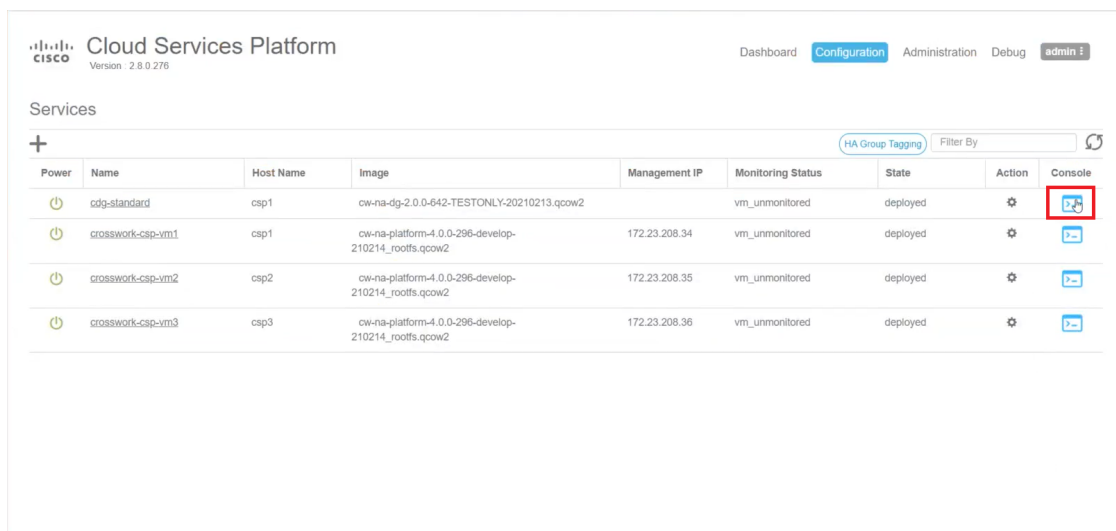 CISCO
Cloud Services Platform
Version : 2.8.0.276
Dashboard Configuration Administration Debug admin
Services
HA Group Tagging Filter By
Power Name Host Name Image Management IP Monitoring Status State Action Console
cdg-standard csp1 cw-na-dg-2.0.0-642-TESTONLY-20210213.qcow2 vm_unmonitored deployed
crosswork-csp-vm1 csp1 cw-na-platform-4.0.0-296-develop- 172.23.208.34 vm_unmonitored deployed
210214_rootfs.qcow2
crosswork-csp-vm2 csp2 cw-na-platform-4.0.0-296-develop- 172.23.208.35 vm_unmonitored deployed
210214_rootfs.qcow2
crosswork-csp-vm3 csp3 cw-na-platform-4.0.0-296-develop- 172.23.208.36 vm_unmonitored deployed
210214_rootfs.qcow2